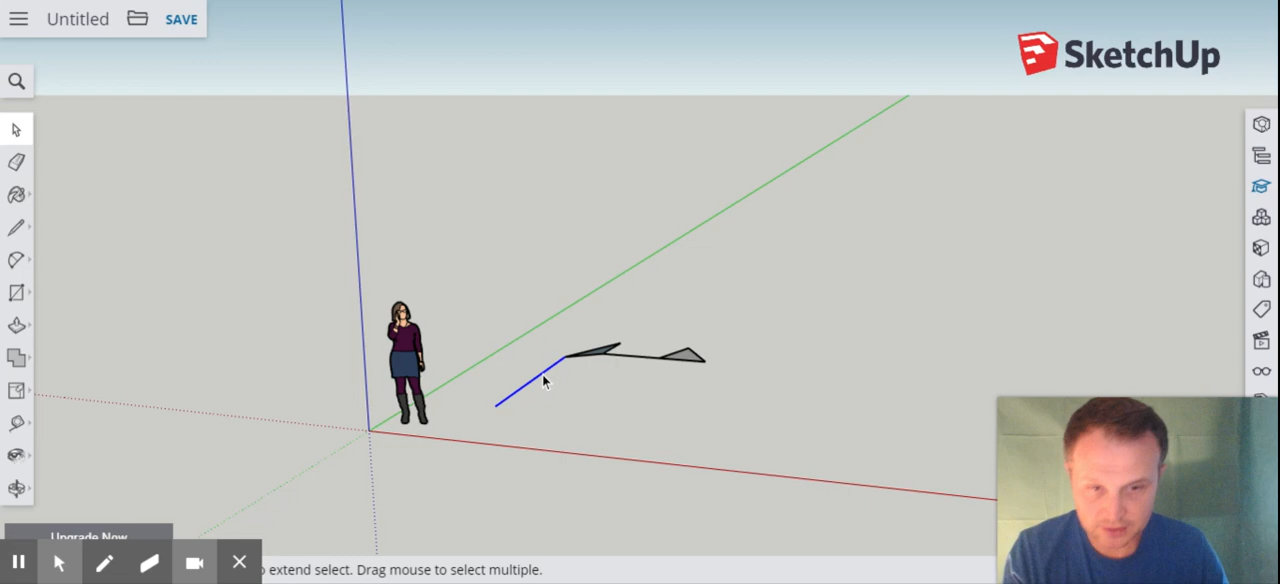 Untitled
SAVE
SketchUp
Upgrade Now
o extend select. Drag mouse to select multiple.